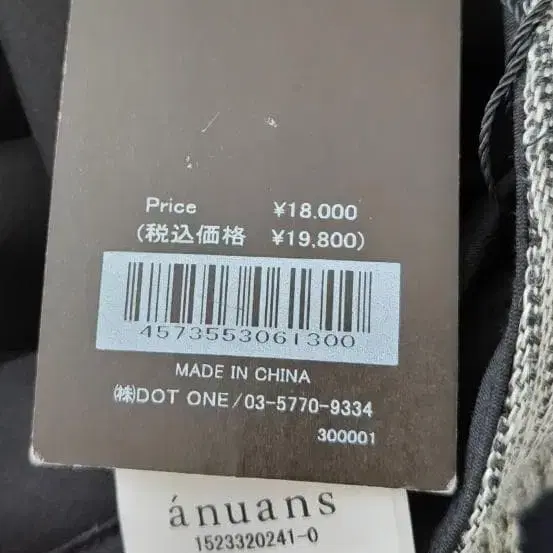 Price ¥18.000
(税込価格 ¥19,800)
4573553061300
MADE IN CHINA
㈱DOT ONE/03-5770-9334
300001
ánuans
1523320241-0